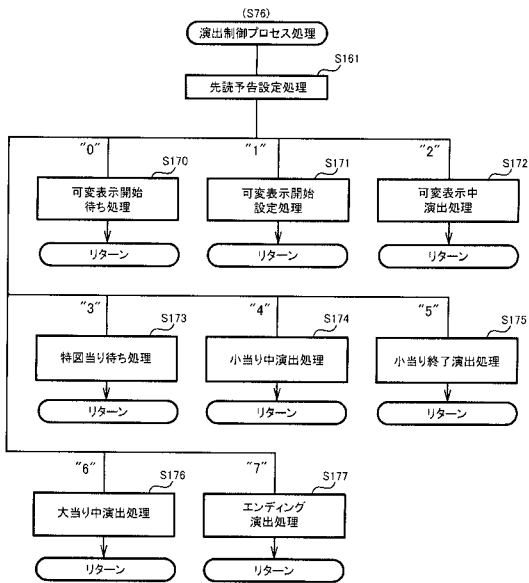 (S76)
演出制御プロセス処理
S161
先読予告設定処理
"0"
"1"
"2"
S170
S171
S172
可変表示開始
待ち処理
可変表示開始
設定処理
可変表示中
演出処理
リターン
リターン
リターン
"3"
"4"
"5"
S173
S174
S175
特図当り待ち処理
小当り中演出処理
小当り終了演出処理
リターン
リターン
リターン
"6"
"7"
S176
S177
大当り中演出処理
エンディング
演出処理
リターン
リターン